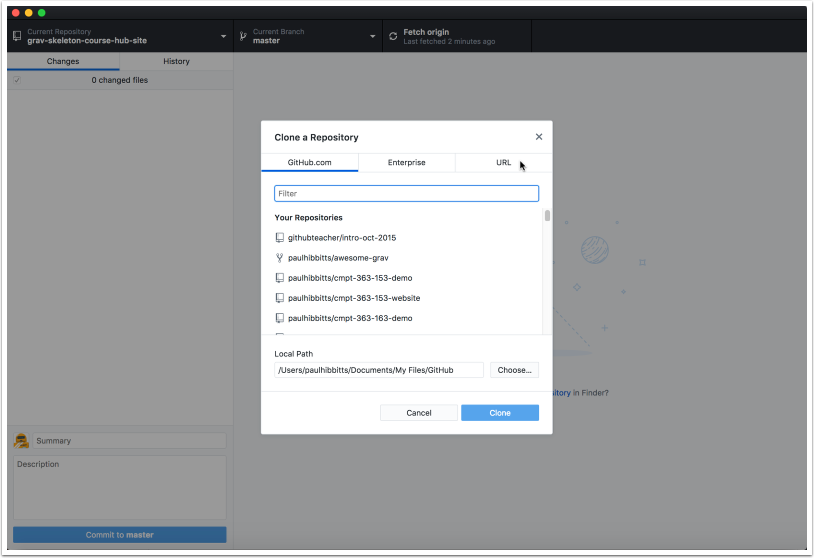 Current Repository
grav-skeleton-course-hub-site
Current Branch
master
Fetch origin
Last fetched 2 minutes ago
Changes
History
0 changed files
Clone a Repository
GitHub.com
Enterprise
URL
Filter
Your Repositories
githubteacher/intro-oct-2015
paulhibbitts/awesome-grav
paulhibbitts/cmpt-363-153-demo
paulhibbitts/cmpt-363-153-website
paulhibbitts/cmpt-363-163-demo
Local Path
/Users/paulhibbitts/Documents/My Files/GitHub
Choose...
in Finder?
Cancel
Clone
Summary
Description
Commit to master